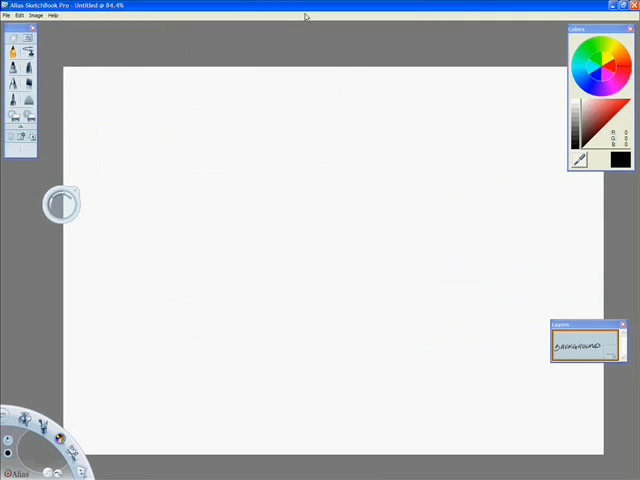 Alias SketchBook Pro - Untitled @ 84.4%
File Edit Image Help
Colors
R: 0
G: 0
B: 0
Layers
BACKGROUND
Alias